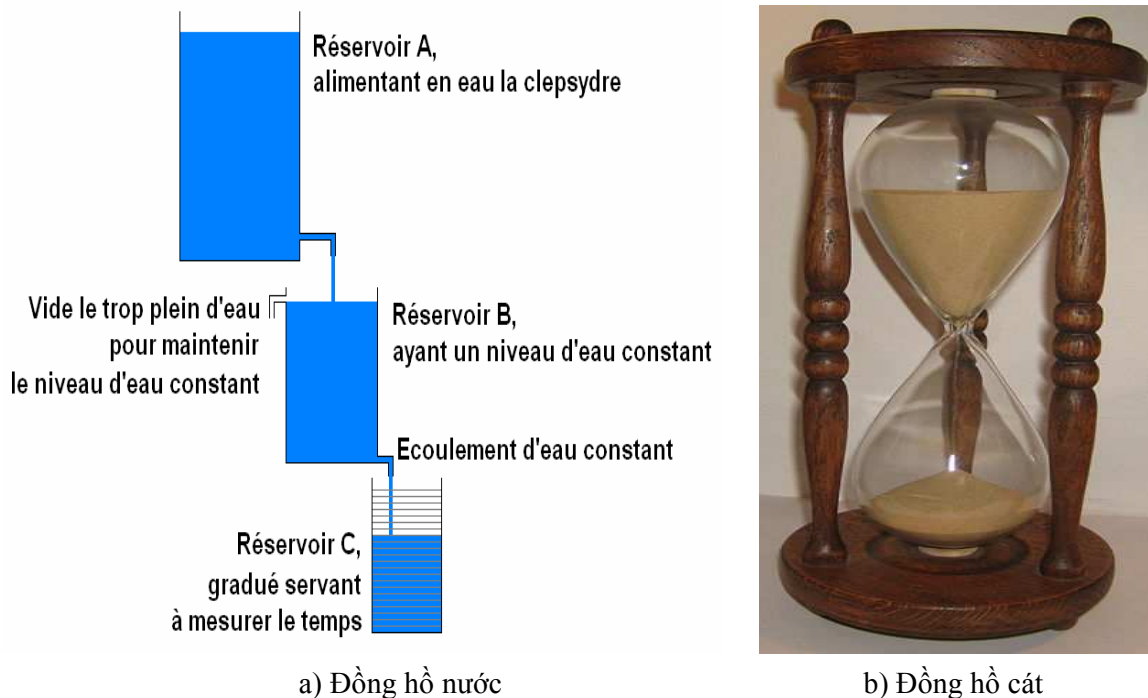 Réservoir A,
alimentant en eau la clepsydre
Vide le trop plein d'eau
pour maintenir
le niveau d'eau constant
Réservoir B,
ayant un niveau d'eau constant
Ecoulement d'eau constant
Réservoir C,
gradué servant
à mesurer le temps
a) Đồng hồ nước
b) Đồng hồ cát